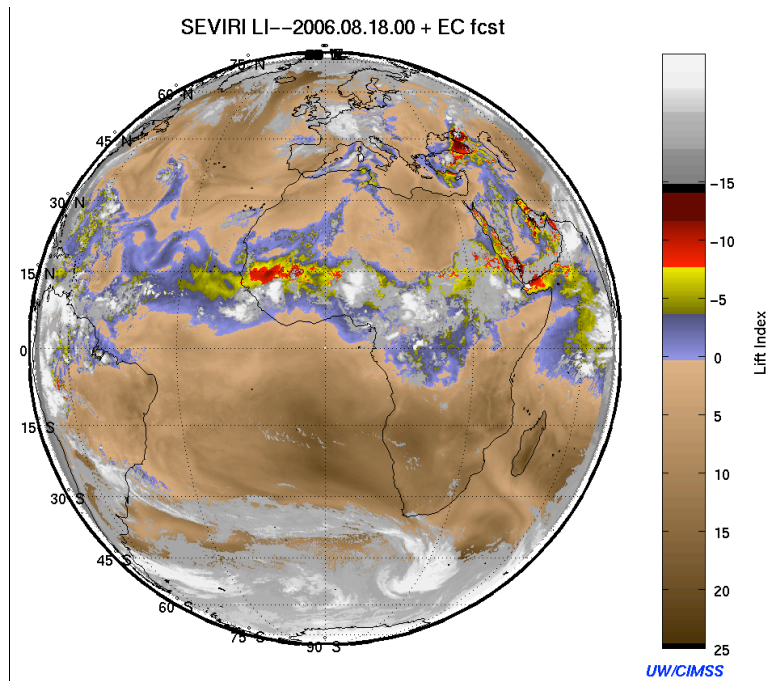 SEVIRI LI--2006.08.18.00 + EC fcst
75° N
60° N
45° N
30° N
15° N
0
15° S
30° S
45° S
60° S
75° S
90° S
-15
-10
-5
0
5
10
15
20
25
Lift Index
UW/CIMSS